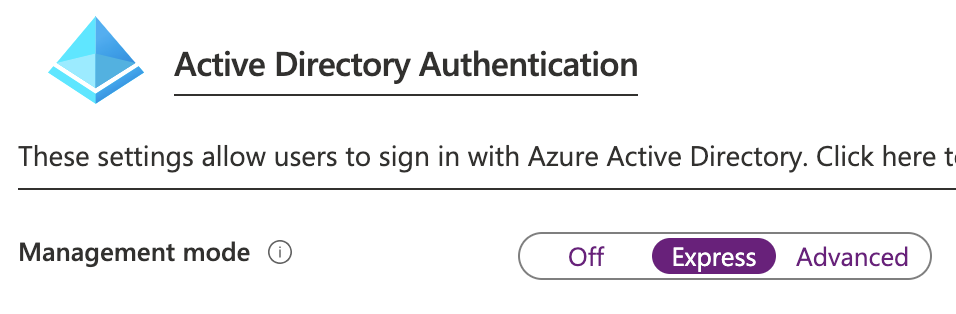 Active Directory Authentication
These settings allow users to sign in with Azure Active Directory. Click here
Management mode
Off Express Advanced